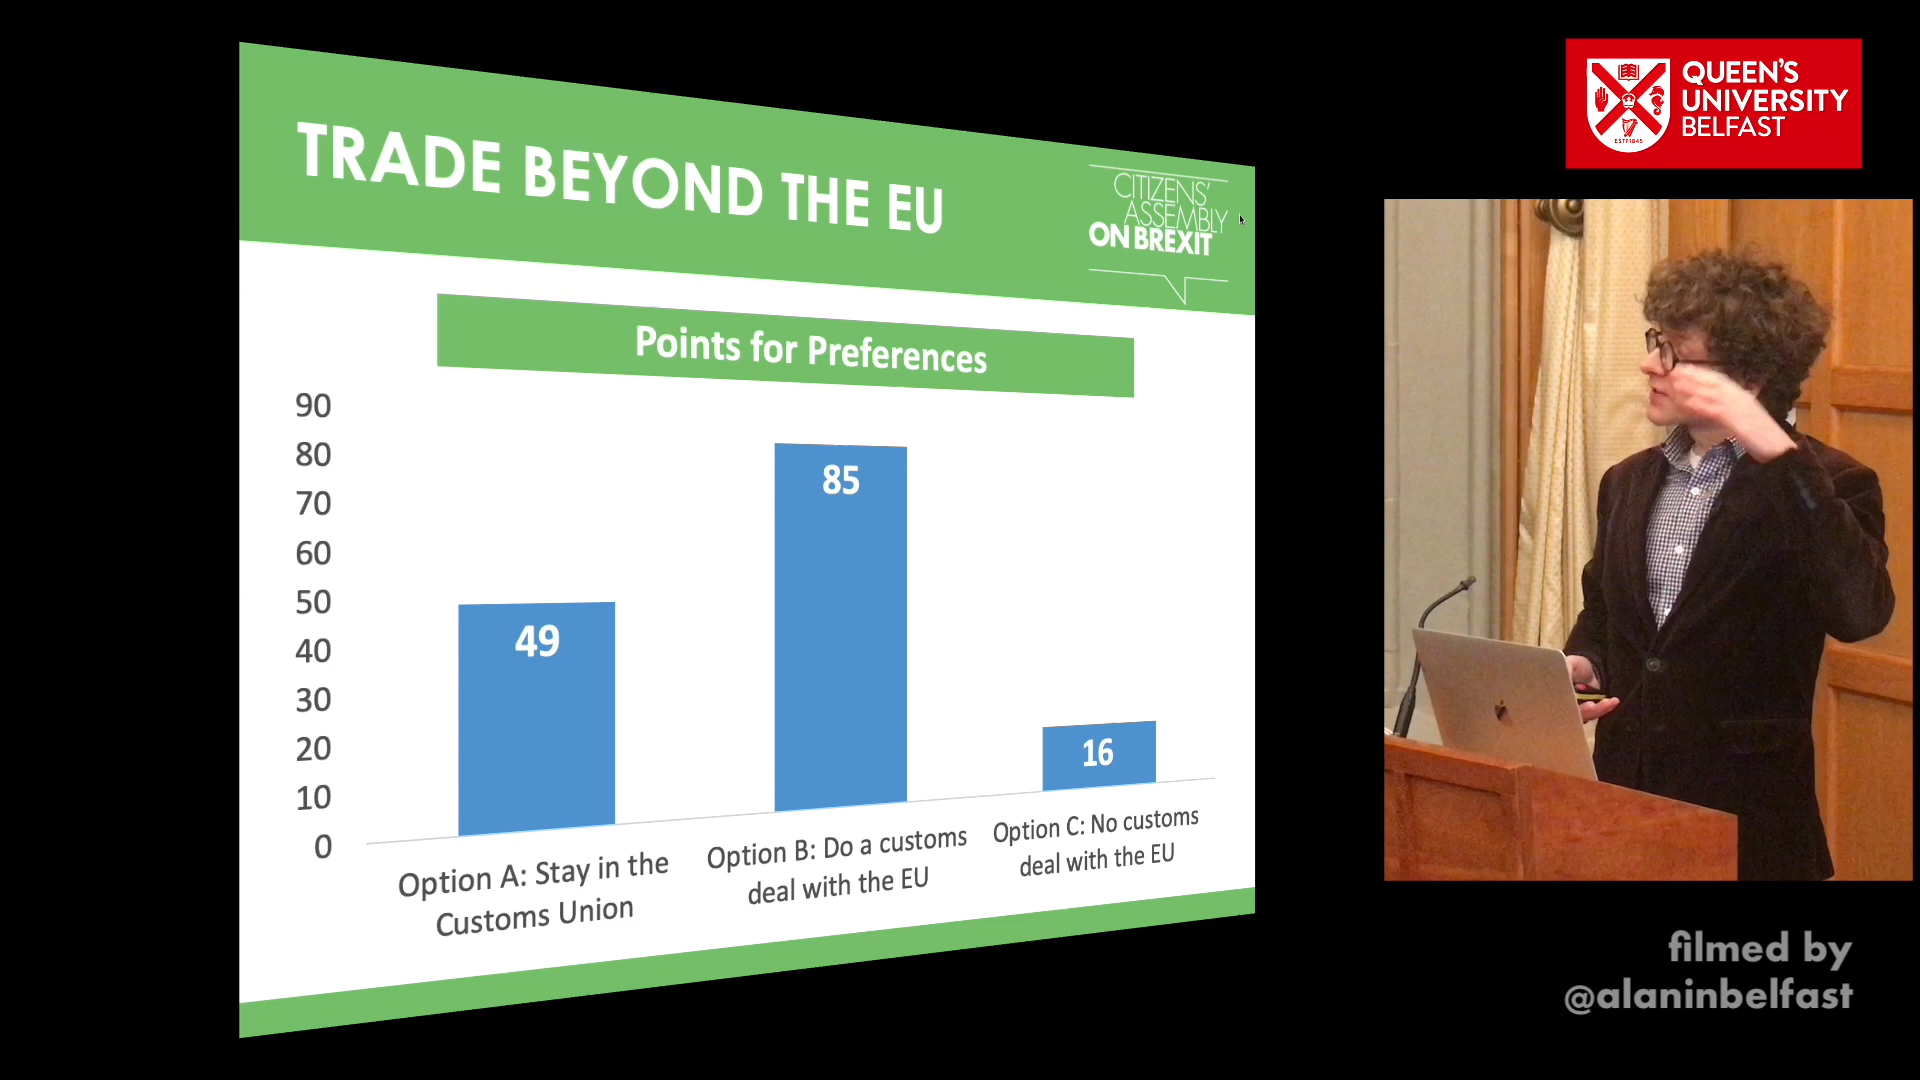 TRADE BEYOND THE EU
CITIZENS'
ASSEMBLY
ON BREXIT
Points for Preferences
90
80
70
60
50
40
30
20
10
0
49
85
16
Option A: Stay in the
Customs Union
Option B: Do a customs
deal with the EU
Option C: No customs
deal with the EU
QUEEN'S
UNIVERSITY
BELFAST
ESTD1845
filmed by
@alaninbelfast